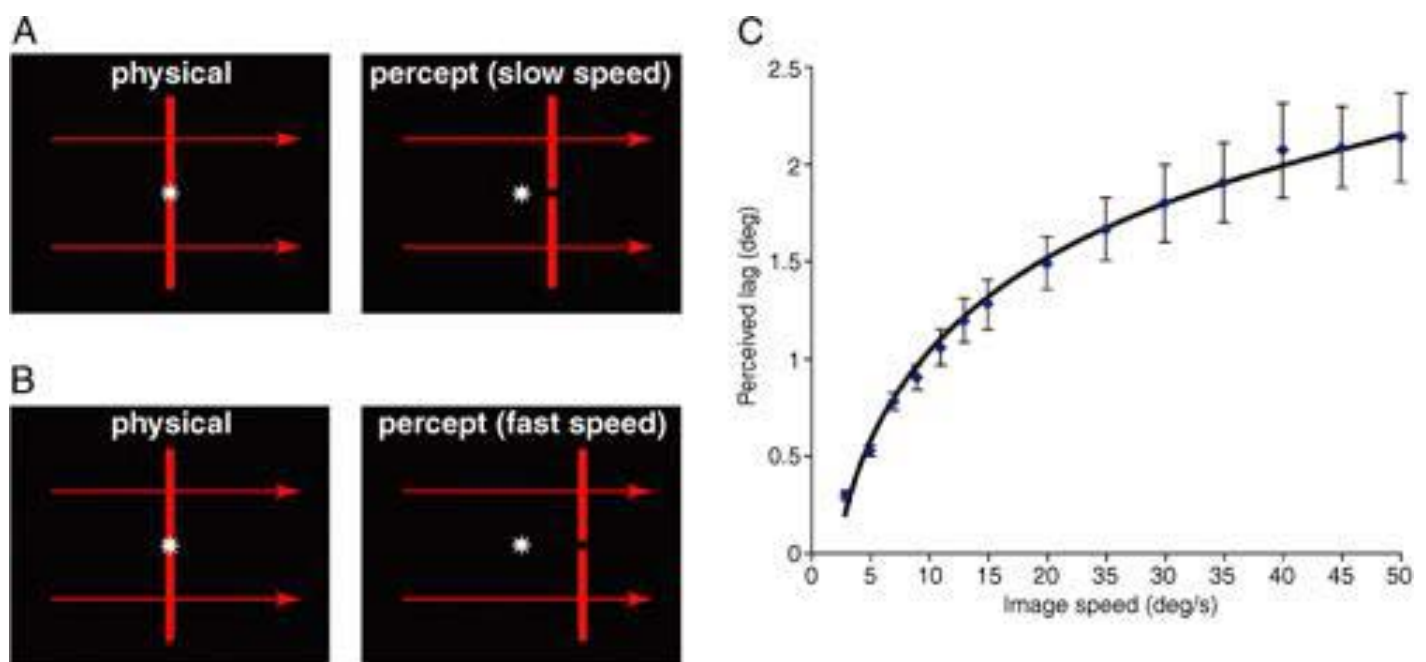 A
physical
percept (slow speed)
B
physical
percept (fast speed)
C
Perceived lag (deg)
2.5
2
1.5
1
0.5
0
0 5 10 15 20 35 30 35 40 45 50
Image speed (deg/s)